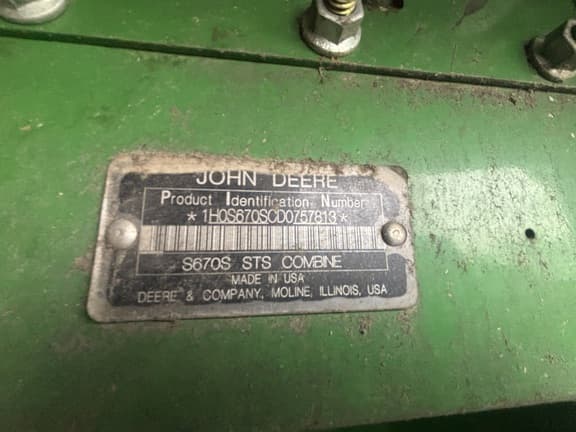 JOHN DEERE
Product Identification Number
*1H0S670SCD0757813*
S670S STS COMBINE
MADE IN USA
DEERE & COMPANY, MOLINE, ILLINOIS, USA